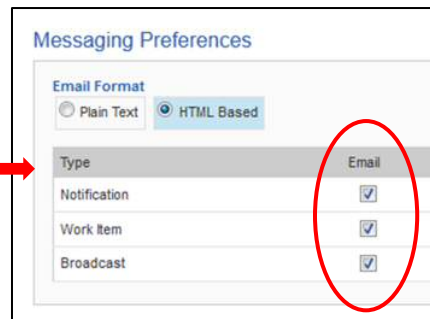 Messaging Preferences
Email Format
Plain Text HTML Based
Type Email
Notification
Work Item
Broadcast